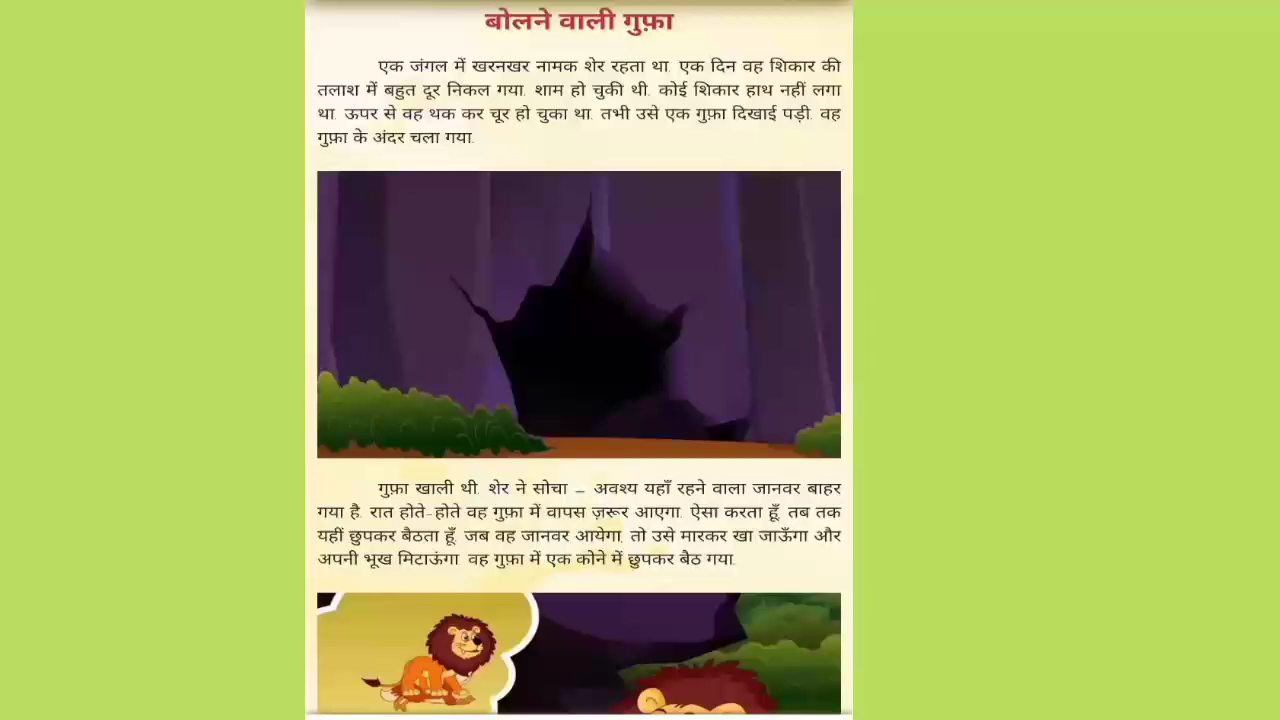 बोलने वाली गुफ़ा
एक जंगल में खरनखर नामक शेर रहता था. एक दिन वह शिकार की
तलाश में बहुत दूर निकल गया. शाम हो चुकी थी. कोई शिकार हाथ नहीं लगा
था. ऊपर से वह थक कर चूर हो चुका था. तभी उसे एक गुफ़ा दिखाई पड़ी. वह
गुफ़ा के अंदर चला गया.
गुफ़ा खाली थी. शेर ने सोचा – अवश्य यहाँ रहने वाला जानवर बाहर
गया है. रात होते-होते वह गुफ़ा में वापस ज़रूर आएगा. ऐसा करता हूँ, तब तक
यहीं छुपकर बैठता हूँ. जब वह जानवर आयेगा, तो उसे मारकर खा जाऊँगा और
अपनी भूख मिटाऊंगा. वह गुफ़ा में एक कोने में छुपकर बैठ गया.